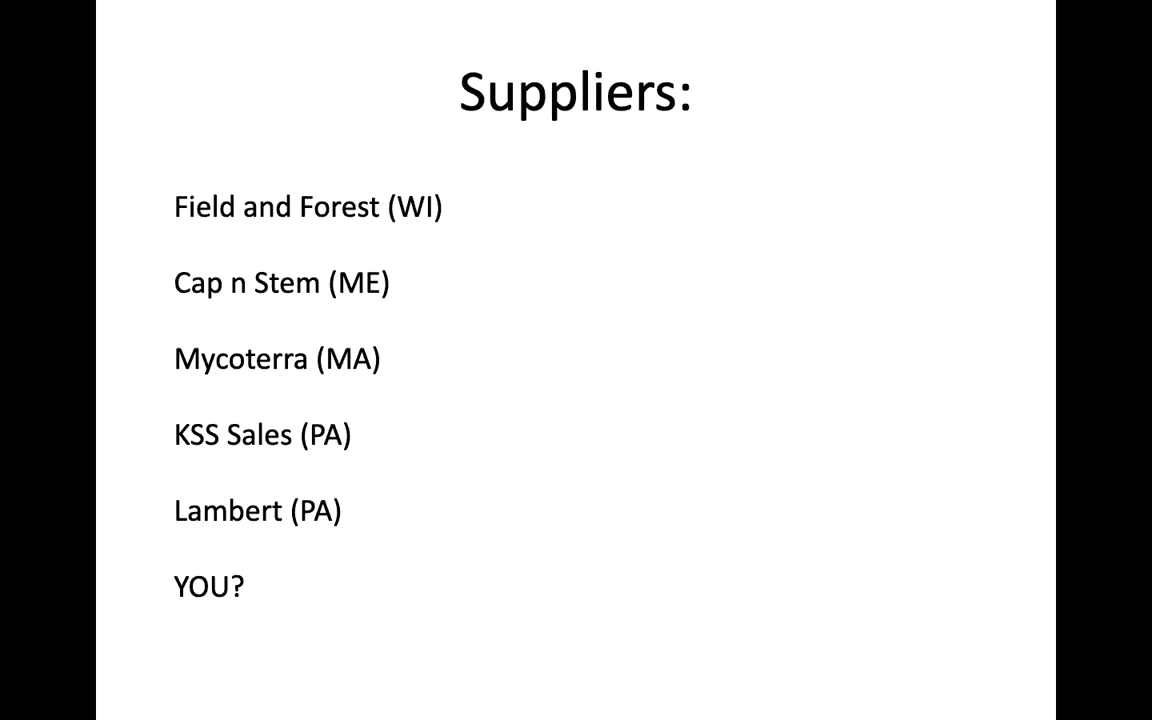 Suppliers:
Field and Forest (WI)
Cap n Stem (ME)
Mycoterra (MA)
KSS Sales (PA)
Lambert (PA)
YOU?